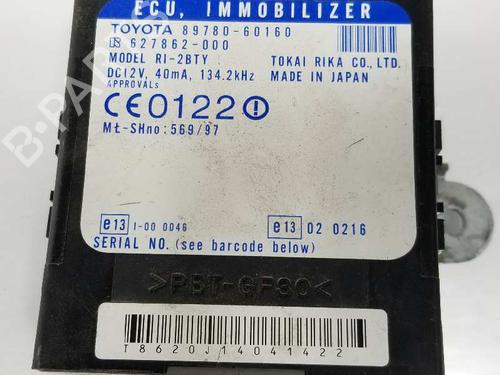 ECU, IMMOBILIZER
TOYOTA 89780-60160
627862-000
MODEL RI-2BTY TOKAI RIKA CO., LTD.
DC12V, 40mA, 134.2kHz MADE IN JAPAN
APPROVALs
CE0122
MŁ-SHno:569/97
e13 1-00 0046 e13 02 0216
SERIAL NO. (see barcode below)
>PBT-GF30<
T8620J14041422
B-PARTS